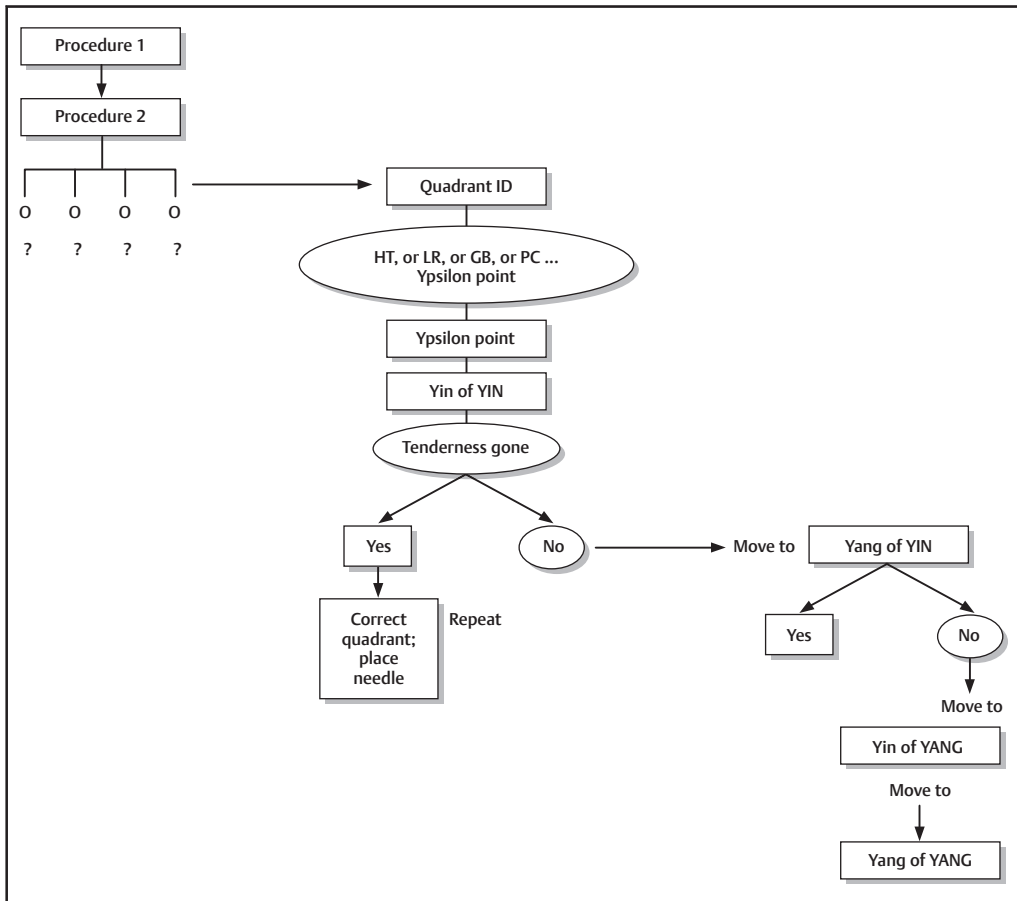 Procedure 1
Procedure 2
O O O O
? ? ? ?
Quadrant ID
HT, or LR, or GB, or PC ...
Ypsilon point
Ypsilon point
Yin of YIN
Tenderness gone
Yes
No
Move to
Yang of YIN
Correct
quadrant;
place
needle
Repeat
Yes
No
Move to
Yin of YANG
Move to
Yang of YANG